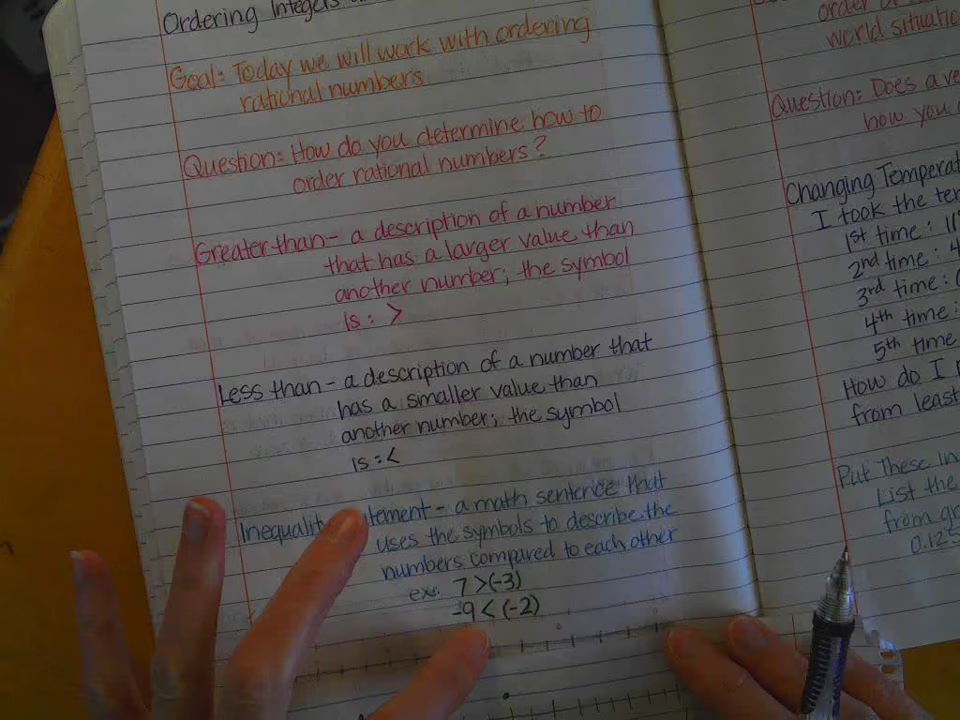 Ordering Integers
Goal: Today we will work with ordering
rational numbers
Question: How do you determine how to
order rational numbers?
Greater than - a description of a number
that has a larger value than
another number; the symbol
is: >
Less than - a description of a number that
has a smaller value than
another number; the symbol
is: <
Inequality - a math sentence that
uses the symbols to describe the
numbers compared to each other
ex. 7 > (-3)
-9 < (-2)
order
world
Question: Does a
how you
Changing
I took the
1st time:
2nd time: 4
3rd time:
4th time:
5th time
How do I
from least
Put These In
List the
from
0.125